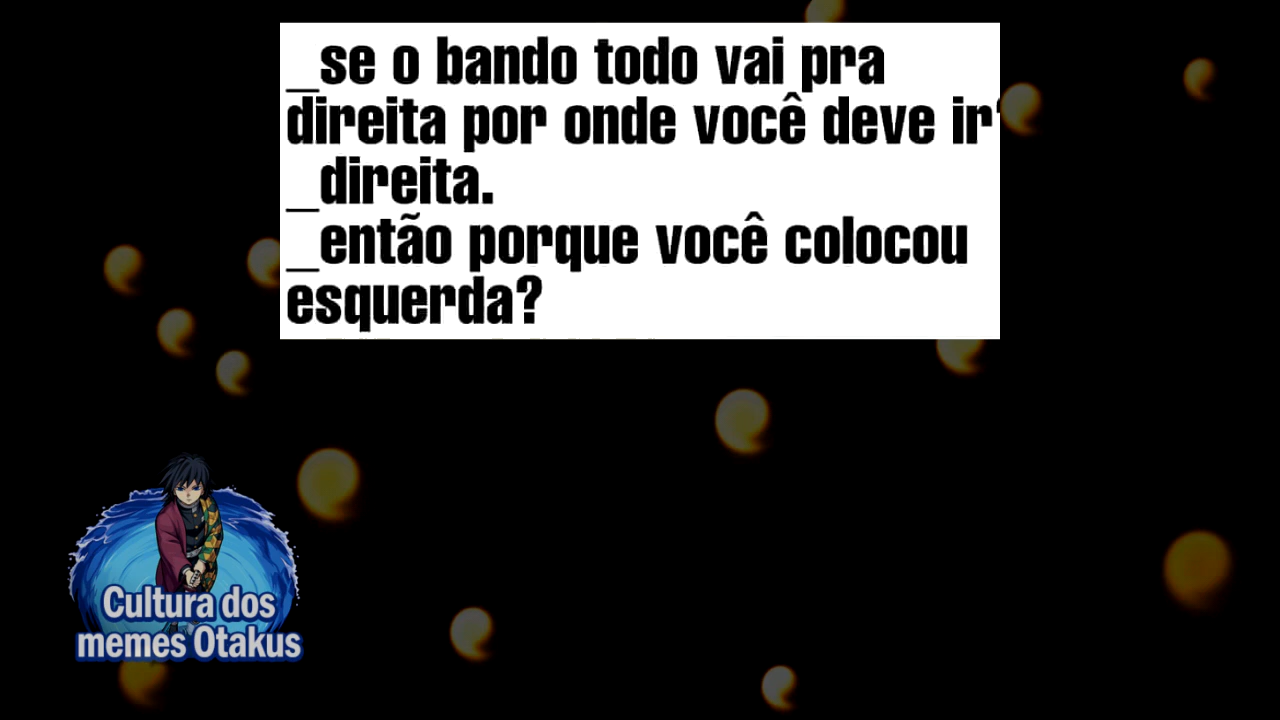 _se o bando todo vai pra
direita por onde você deve ir
_direita.
_então porque você colocou
esquerda?
Cultura dos
memes Otakus